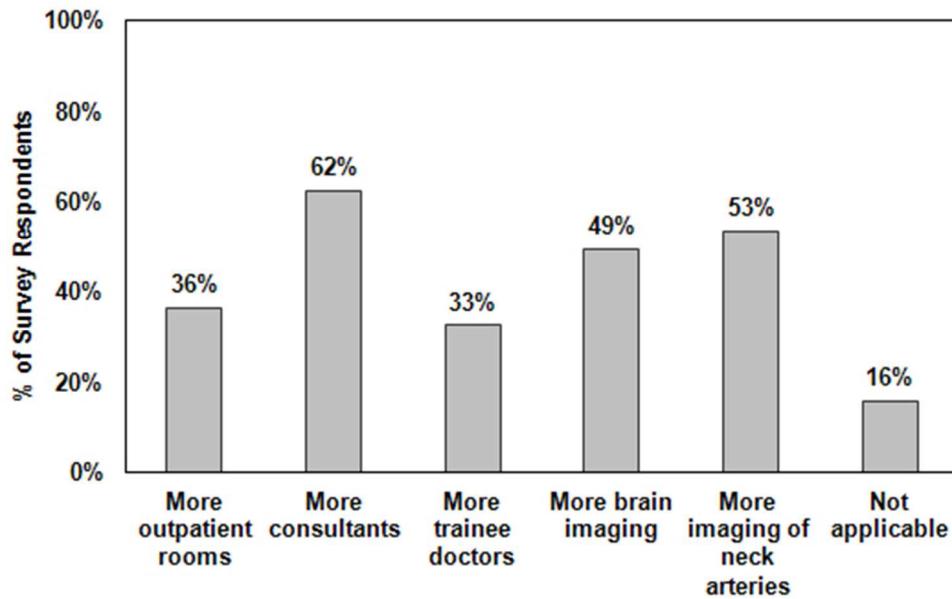 100%
80%
60%
40%
20%
0%
% of Survey Respondents
36%
62%
33%
49%
53%
16%
More
outpatient
rooms
More
consultants
More
trainee
doctors
More brain
imaging
More
imaging of
neck
arteries
Not
applicable